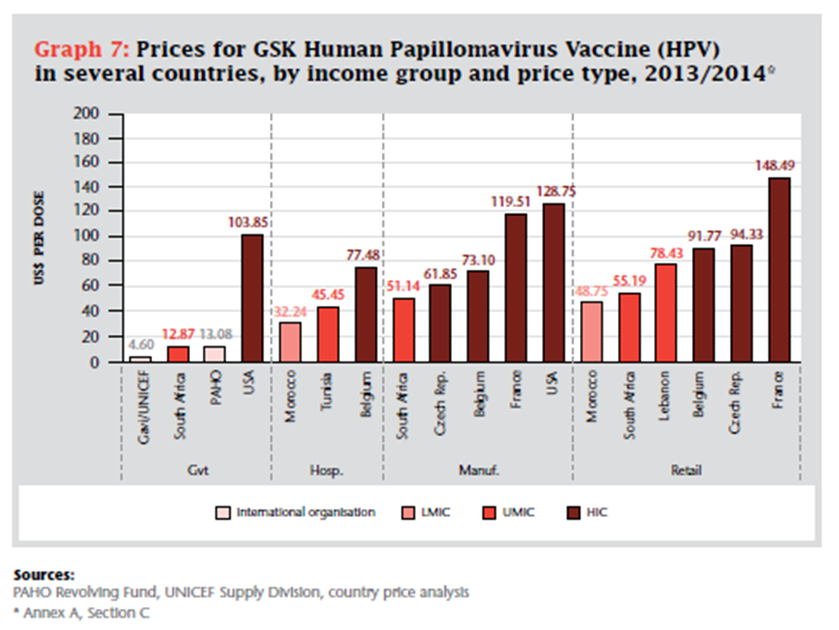 Graph 7: Prices for GSK Human Papillomavirus Vaccine (HPV)
in several countries, by income group and price type, 2013/2014*
US$ PER DOSE
200
180
160
140
120
100
80
60
40
20
0
4.60
12.87
13.08
103.85
32.24
45.45
77.48
51.14
61.85
73.10
119.51
128.75
48.75
55.19
78.43
91.77
94.33
148.49
Gavi/UNICEF
South Africa
PAHO
USA
Morocco
Tunisia
Belgium
South Africa
Czech Rep.
Belgium
France
USA
Morocco
South Africa
Lebanon
Belgium
Czech Rep.
France
Gvt
Hosp.
Manuf.
Retail
International organisation
LMIC
UMIC
HIC
Sources:
PAHO Revolving Fund, UNICEF Supply Division, country price analysis
* Annex A, Section C